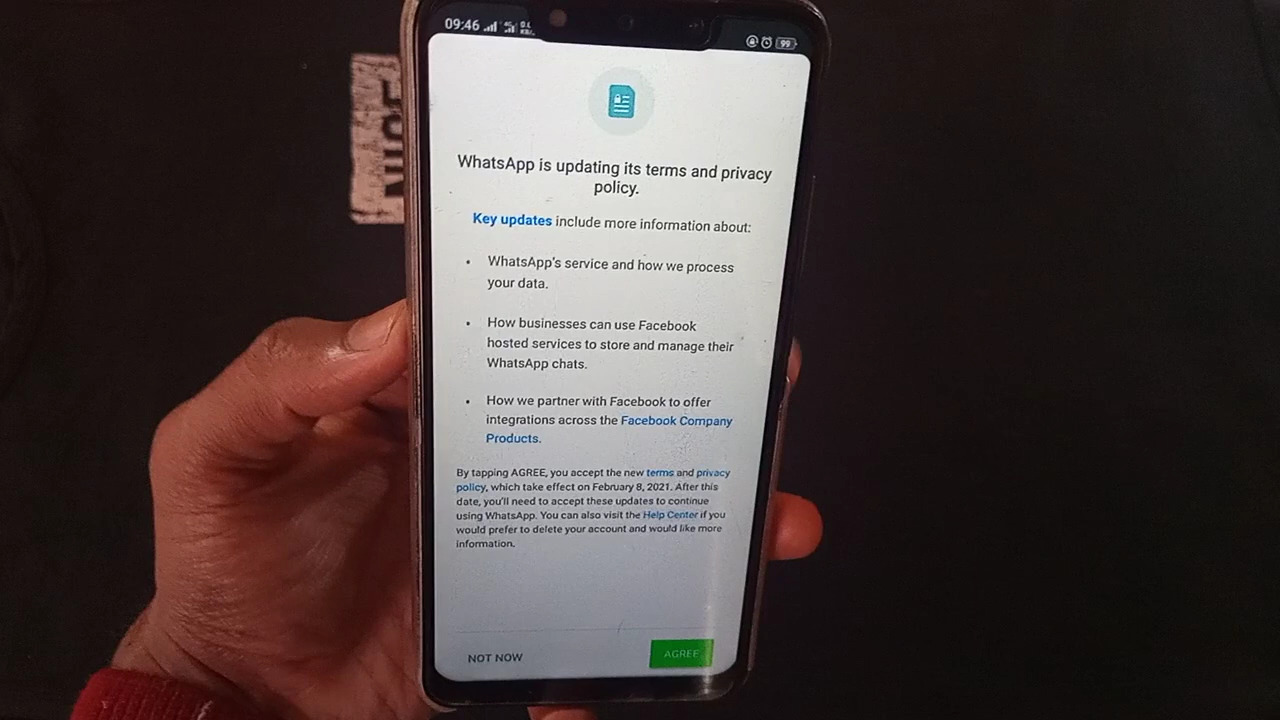 09:46
99
WhatsApp is updating its terms and privacy
policy.
Key updates include more information about:
• WhatsApp's service and how we process
your data.
• How businesses can use Facebook
hosted services to store and manage their
WhatsApp chats.
• How we partner with Facebook to offer
integrations across the Facebook Company
Products.
By tapping AGREE, you accept the new terms and privacy
policy, which take effect on February 8, 2021. After this
date, you'll need to accept these updates to continue
using WhatsApp. You can also visit the Help Center if you
would prefer to delete your account and would like more
information.
NOT NOW
AGREE